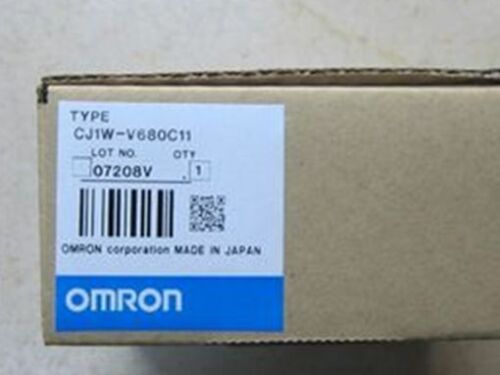 TYPE
CJ1W-V680C11
LOT NO. QTY
07208V . 1
OMRON corporation MADE IN JAPAN
OMRON